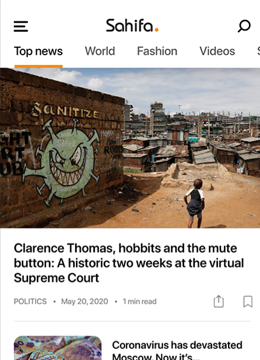 Sahifa.
Top news World Fashion Videos S
SANITIZE
Clarence Thomas, hobbits and the mute
button: A historic two weeks at the virtual
Supreme Court
POLITICS • May 20, 2020 • 1 min read
Coronavirus has devastated
Moscow. Now it's...